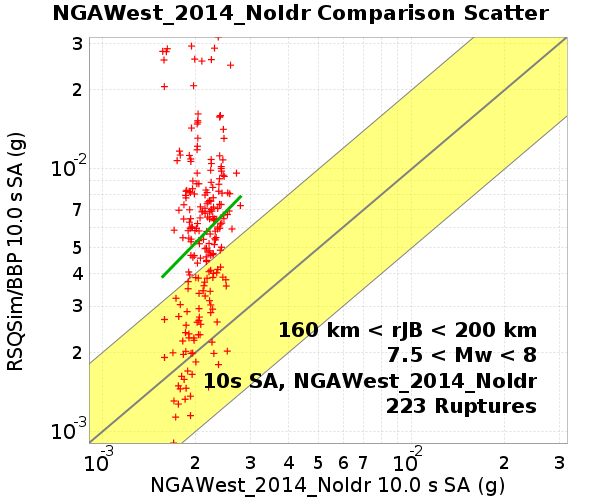 NGAWest_2014_NoIdr Comparison Scatter
3
2
10-2
7
5
4
3
2
10-3
RSQSim/BBP 10.0 s SA (g)
160 km < rJB < 200 km
7.5 < Mw < 8
10s SA, NGAWest_2014_NoIdr
223 Ruptures
10-3 2 3 4 5 6 7 10-2 2 3
NGAWest_2014_NoIdr 10.0 s SA (g)